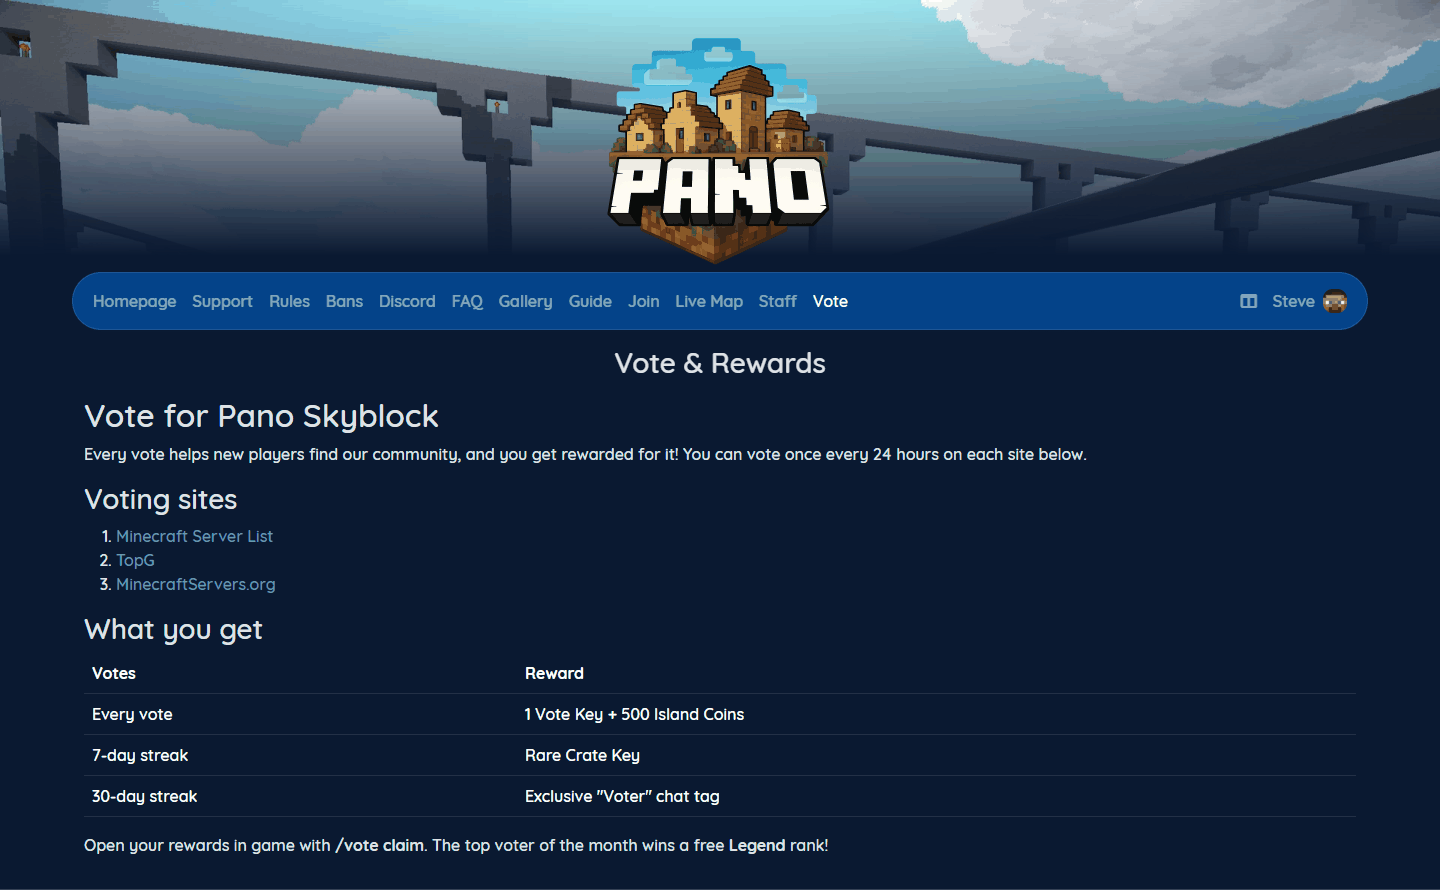 PANO
Homepage Support Rules Bans Discord FAQ Gallery Guide Join Live Map Staff Vote Steve
Vote & Rewards
Vote for Pano Skyblock
Every vote helps new players find our community, and you get rewarded for it! You can vote once every 24 hours on each site below.
Voting sites
1. Minecraft Server List
2. TopG
3. MinecraftServers.org
What you get
Votes Reward
Every vote 1 Vote Key + 500 Island Coins
7-day streak Rare Crate Key
30-day streak Exclusive "Voter" chat tag
Open your rewards in game with /vote claim. The top voter of the month wins a free Legend rank!